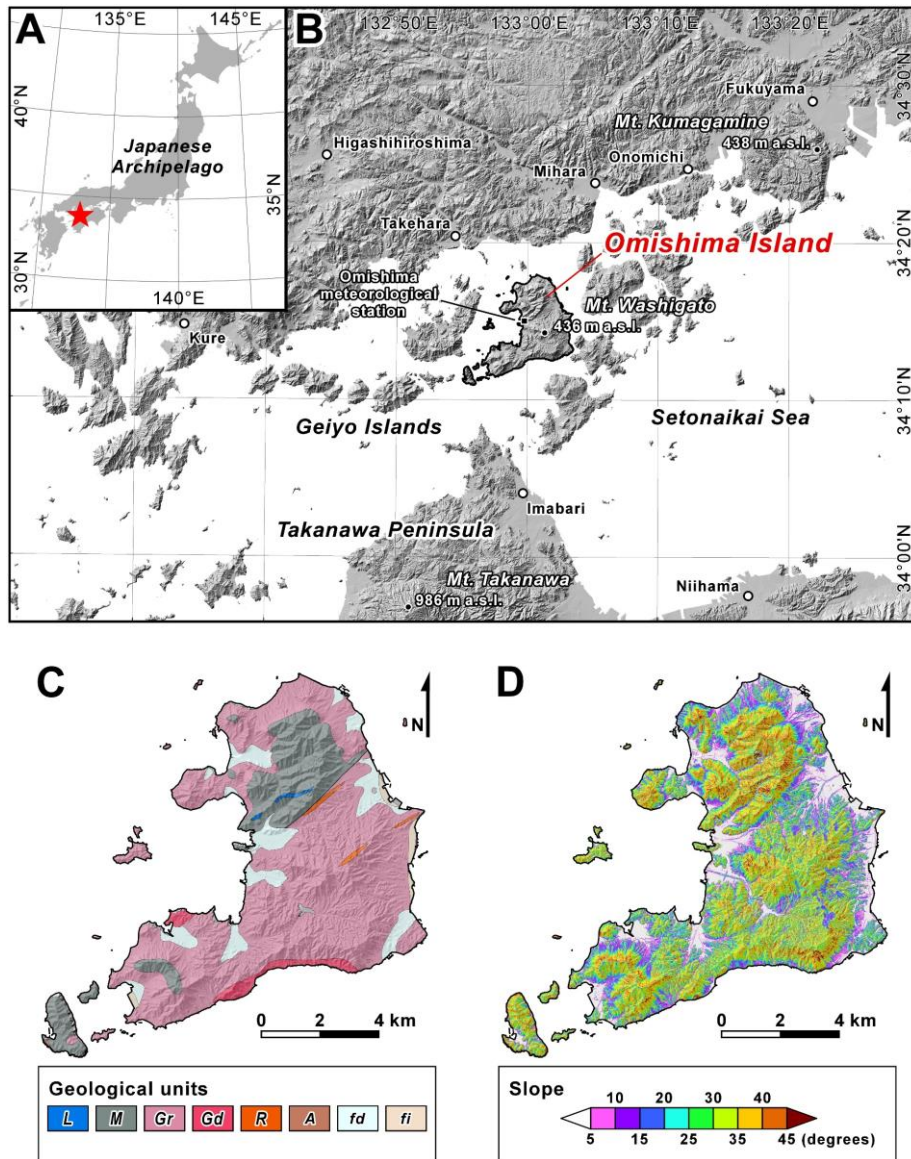 A
135°E
145°E
40°N
Japanese
Archipelago
35°N
30°N
140°E
B
132°50'E
133°00'E
133°10'E
133°20'E
Fukuyama
34°30'N
Mt. Kumagamine
438 m a.s.l.
Higashihiroshima
Onomichi
Mihara
Takehara
Omishima Island
34°20'N
Omishima
meteorological
station
Mt. Washigato
436 m a.s.l.
Kure
34°10'N
Geiyo Islands
Setonaikai Sea
Imabari
Takanawa Peninsula
34°00'N
Mt. Takanawa
986 m a.s.l.
Niihama
C
N
0 2 4 km
Geological units
L M Gr Gd R A fd fi
D
N
0 2 4 km
Slope
10 20 30 40
5 15 25 35 45 (degrees)